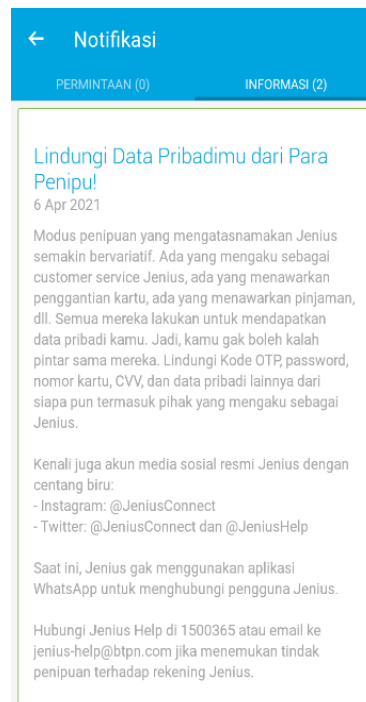 Notifikasi
PERMINTAAN (0)
INFORMASI (2)
Lindungi Data Pribadimu dari Para
Penipu!
6 Apr 2021
Modus penipuan yang mengatasnamakan Jenius
semakin bervariatif. Ada yang mengaku sebagai
customer service Jenius, ada yang menawarkan
penggantian kartu, ada yang menawarkan pinjaman,
dll. Semua mereka lakukan untuk mendapatkan
data pribadi kamu. Jadi, kamu gak boleh kalah
pintar sama mereka. Lindungi Kode OTP, password,
nomor kartu, CVV, dan data pribadi lainnya dari
siapa pun termasuk pihak yang mengaku sebagai
Jenius.
Kenali juga akun media sosial resmi Jenius dengan
centang biru:
- Instagram: @JeniusConnect
- Twitter: @JeniusConnect dan @JeniusHelp
Saat ini, Jenius gak menggunakan aplikasi
WhatsApp untuk menghubungi pengguna Jenius.
Hubungi Jenius Help di 1500365 atau email ke
jenius-help@btpn.com jika menemukan tindak
penipuan terhadap rekening Jenius.